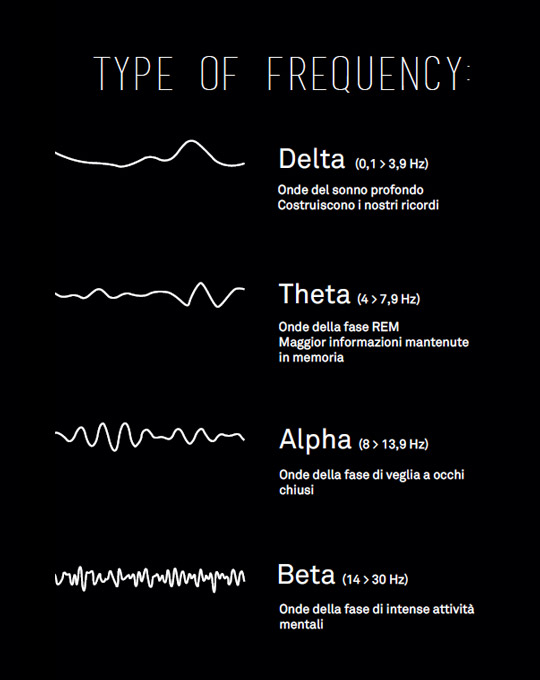 TYPE OF FREQUENCY:
Delta (0,1 > 3,9 Hz)
Onde del sonno profondo
Costruiscono i nostri ricordi
Theta (4 > 7,9 Hz)
Onde della fase REM
Maggior informazioni mantenute
in memoria
Alpha (8 > 13,9 Hz)
Onde della fase di veglia a occhi
chiusi
Beta (14 > 30 Hz)
Onde della fase di intense attività
mentali